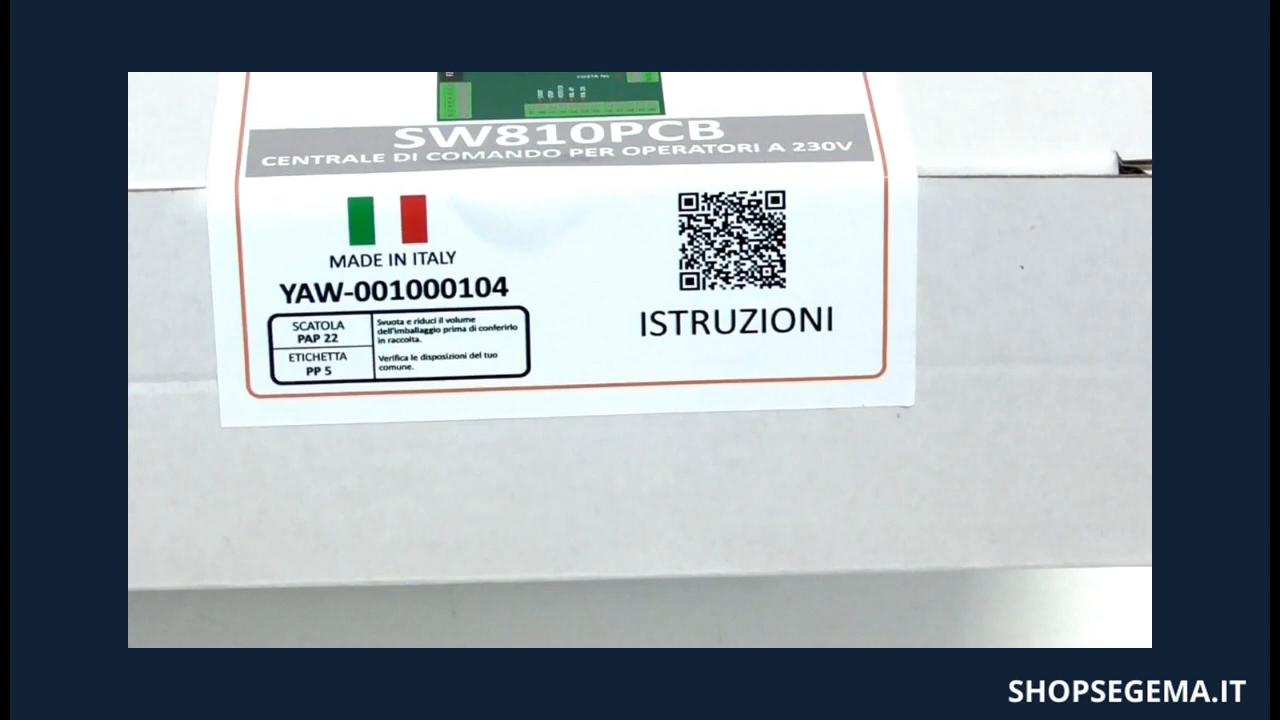 SW810PCB
CENTRALE DI COMANDO PER OPERATORI A 230V
MADE IN ITALY
YAW-001000104
SCATOLA
PAP 22
Svuota e riduci il volume
dell'imballaggio prima di conferirlo
in raccolta.
ETICHETTA
PP 5
Verifica le disposizioni del tuo
comune.
ISTRUZIONI
SHOPSEGEMA.IT